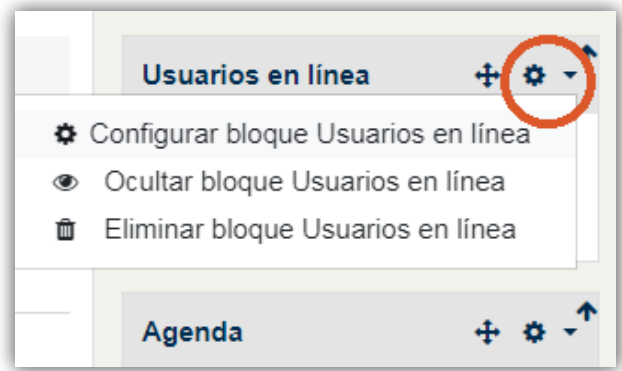 Usuarios en línea
Configurar bloque Usuarios en línea
Ocultar bloque Usuarios en línea
Eliminar bloque Usuarios en línea
Agenda